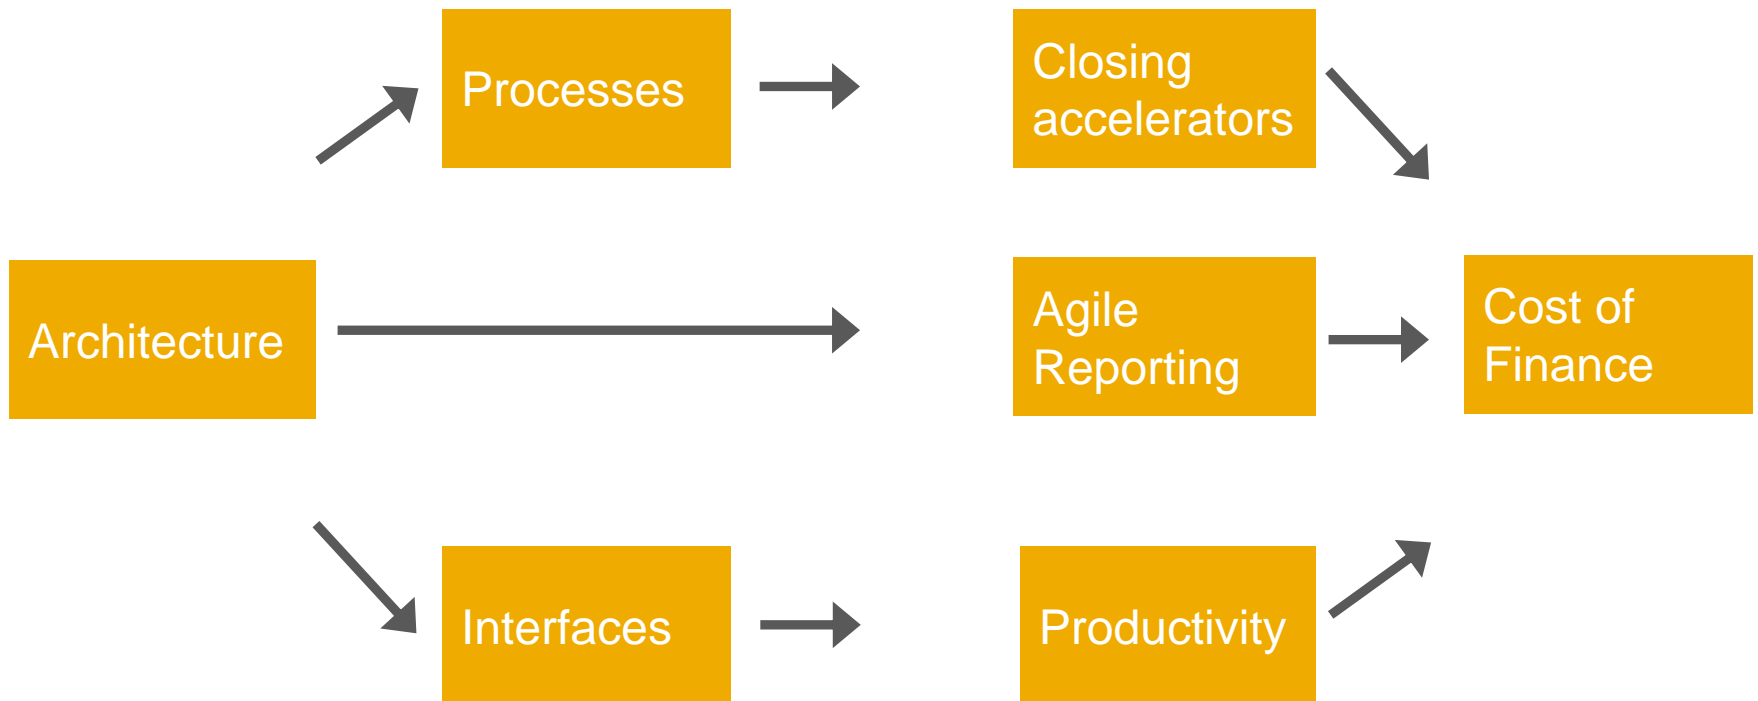 Processes
Closing
accelerators
Architecture
Agile
Reporting
Cost of
Finance
Interfaces
Productivity